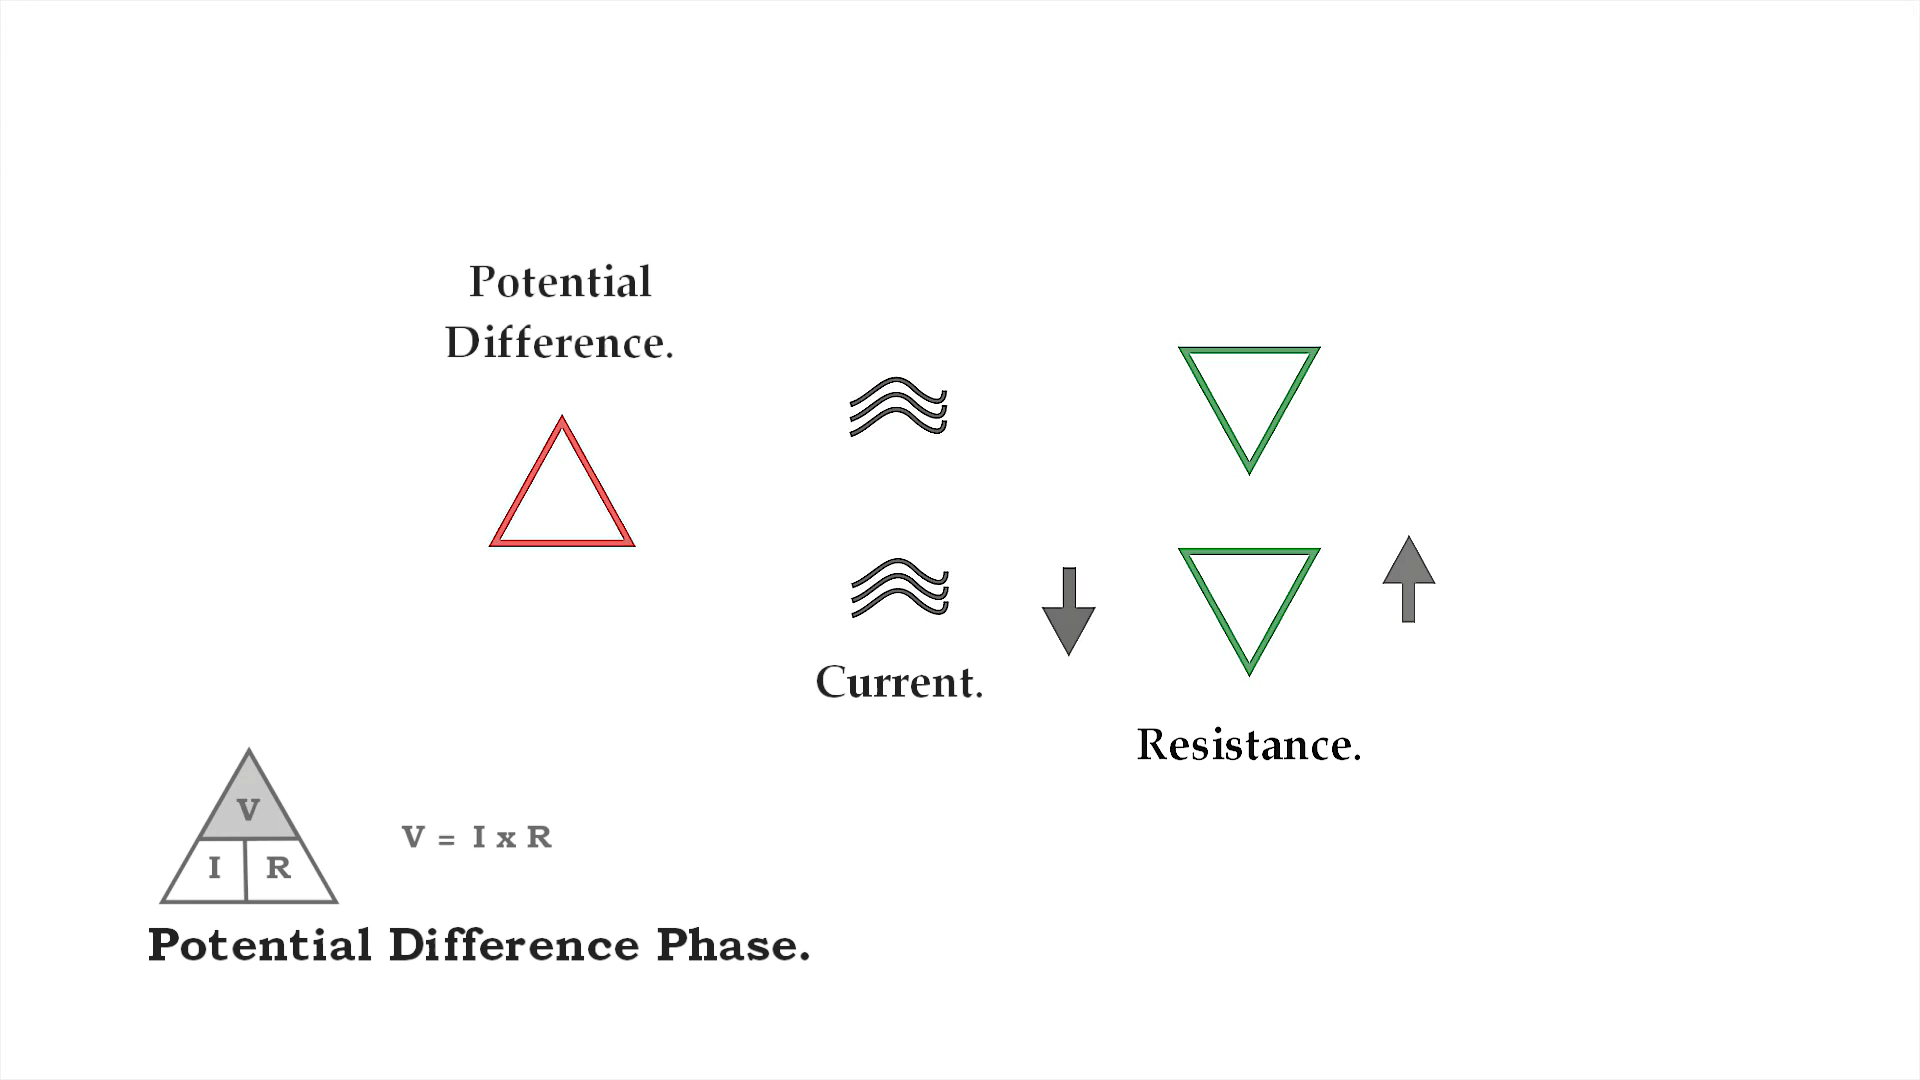 Potential
Difference.
Current.
Resistance.
V
I R
V = I x R
Potential Difference Phase.